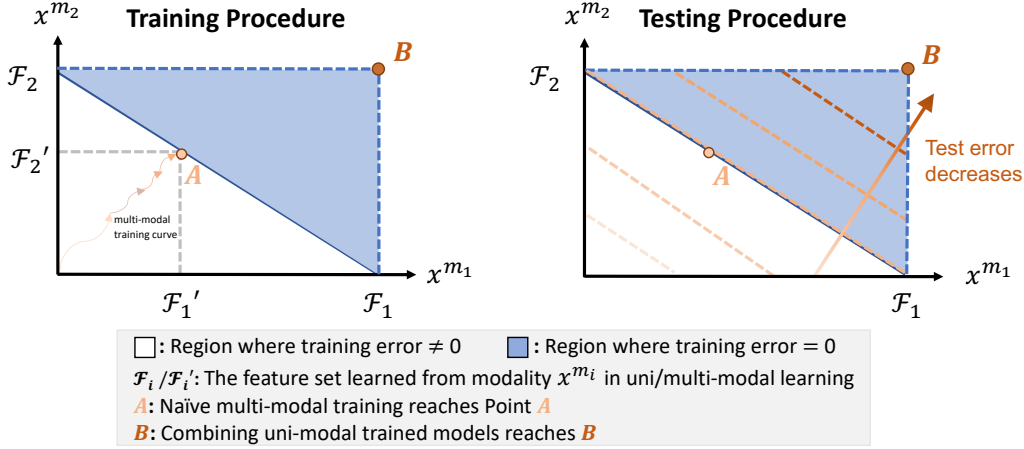 Training Procedure
x^{m_2}
ℱ_2
B
ℱ_2′
A
multi-modal
training curve
x^{m_1}
ℱ_1′
ℱ_1
Testing Procedure
x^{m_2}
ℱ_2
B
A
Test error
decreases
x^{m_1}
ℱ_1
: Region where training error ≠ 0
: Region where training error = 0
ℱ_i /ℱ_i′: The feature set learned from modality x^{m_i} in uni/multi-modal learning
A: Naïve multi-modal training reaches Point A
B: Combining uni-modal trained models reaches B